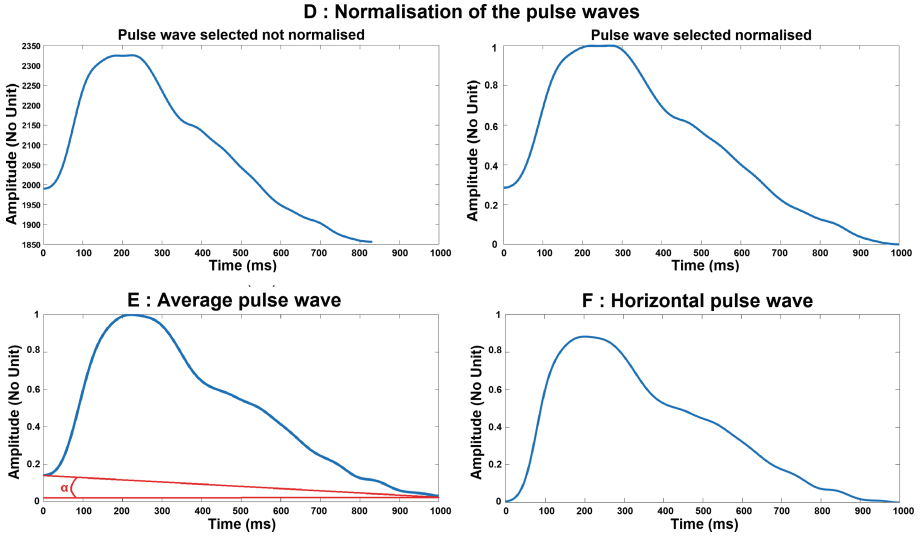 D : Normalisation of the pulse waves
Pulse wave selected not normalised
Amplitude (No Unit)
2350
2300
2250
2200
2150
2100
2050
2000
1950
1900
1850
0 100 200 300 400 500 600 700 800 900 1000
Time (ms)
Pulse wave selected normalised
Amplitude (No Unit)
1
0.8
0.6
0.4
0.2
0
0 100 200 300 400 500 600 700 800 900 1000
Time (ms)
E : Average pulse wave
Amplitude (No Unit)
1
0.8
0.6
0.4
0.2
0
α
0 100 200 300 400 500 600 700 800 900 1000
Time (ms)
F : Horizontal pulse wave
Amplitude (No Unit)
1
0.8
0.6
0.4
0.2
0
0 100 200 300 400 500 600 700 800 900 1000
Time (ms)